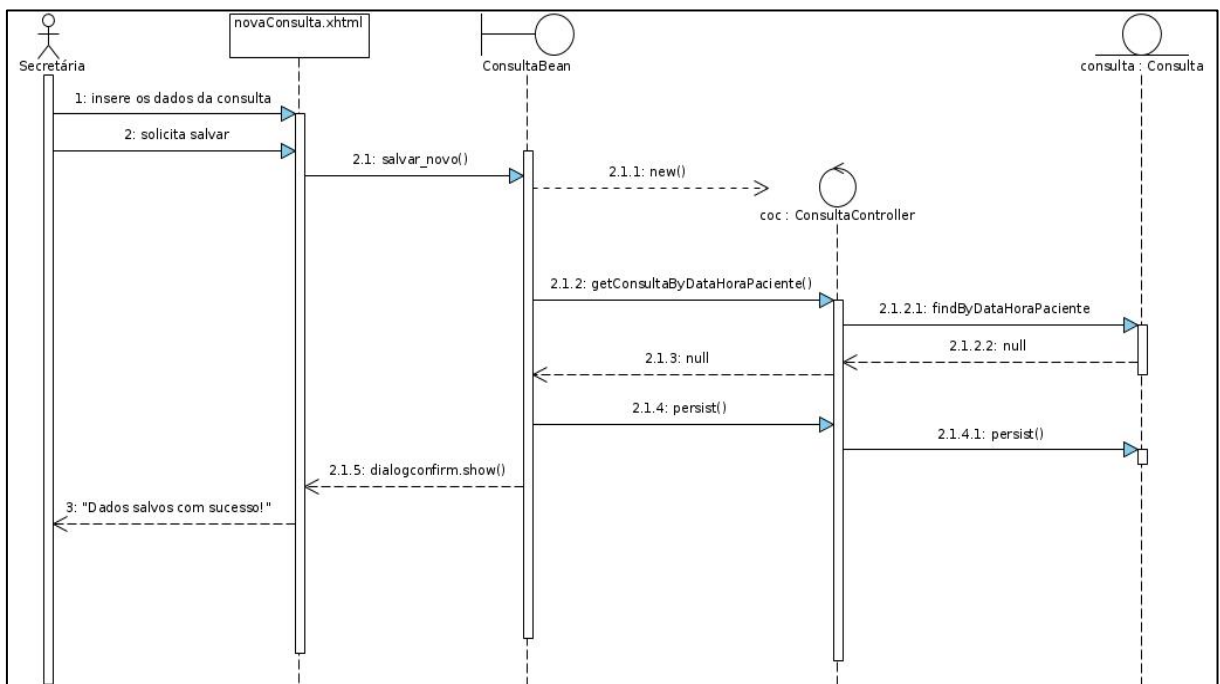 novaConsulta.xhtml
Secretária
ConsultaBean
consulta : Consulta
1: insere os dados da consulta
2: solicita salvar
2.1: salvar_novo()
2.1.1: new()
coc : ConsultaController
2.1.2: getConsultaByDataHoraPaciente()
2.1.2.1: findByDataHoraPaciente
2.1.2.2: null
2.1.3: null
2.1.4: persist()
2.1.4.1: persist()
2.1.5: dialogconfirm.show()
3: "Dados salvos com sucesso!"